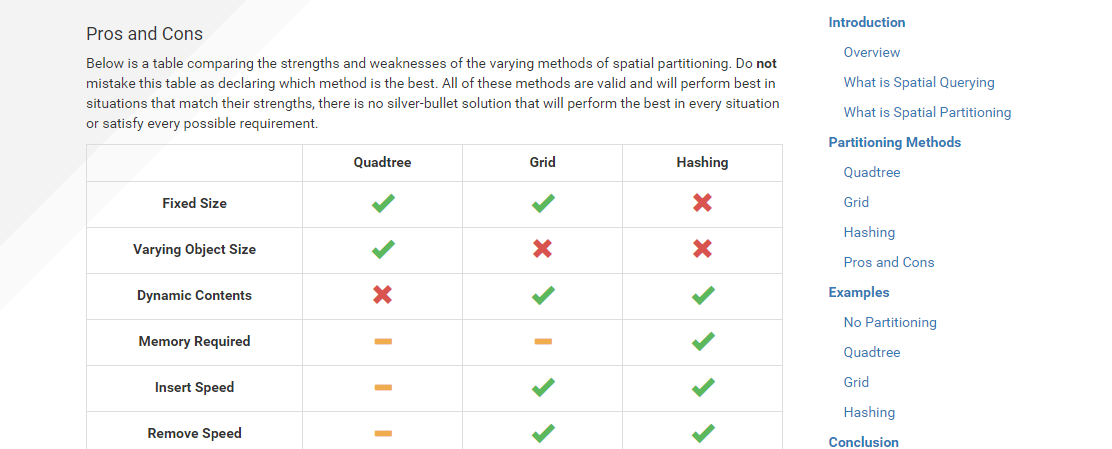 Pros and Cons
Below is a table comparing the strengths and weaknesses of the varying methods of spatial partitioning. Do not
mistake this table as declaring which method is the best. All of these methods are valid and will perform best in
situations that match their strengths, there is no silver-bullet solution that will perform the best in every situation
or satisfy every possible requirement.
Quadtree Grid Hashing
Fixed Size
Varying Object Size
Dynamic Contents
Memory Required
Insert Speed
Remove Speed
Introduction
Overview
What is Spatial Querying
What is Spatial Partitioning
Partitioning Methods
Quadtree
Grid
Hashing
Pros and Cons
Examples
No Partitioning
Quadtree
Grid
Hashing
Conclusion